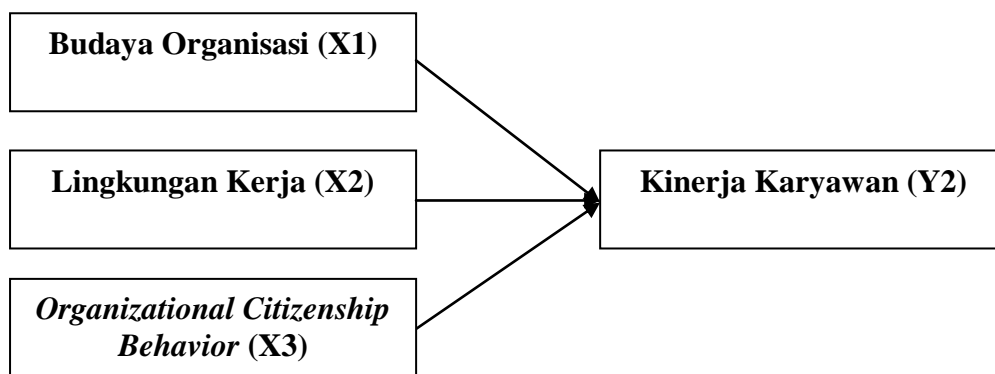 Budaya Organisasi (X1)
Lingkungan Kerja (X2)
Kinerja Karyawan (Y2)
Organizational Citizenship
Behavior (X3)